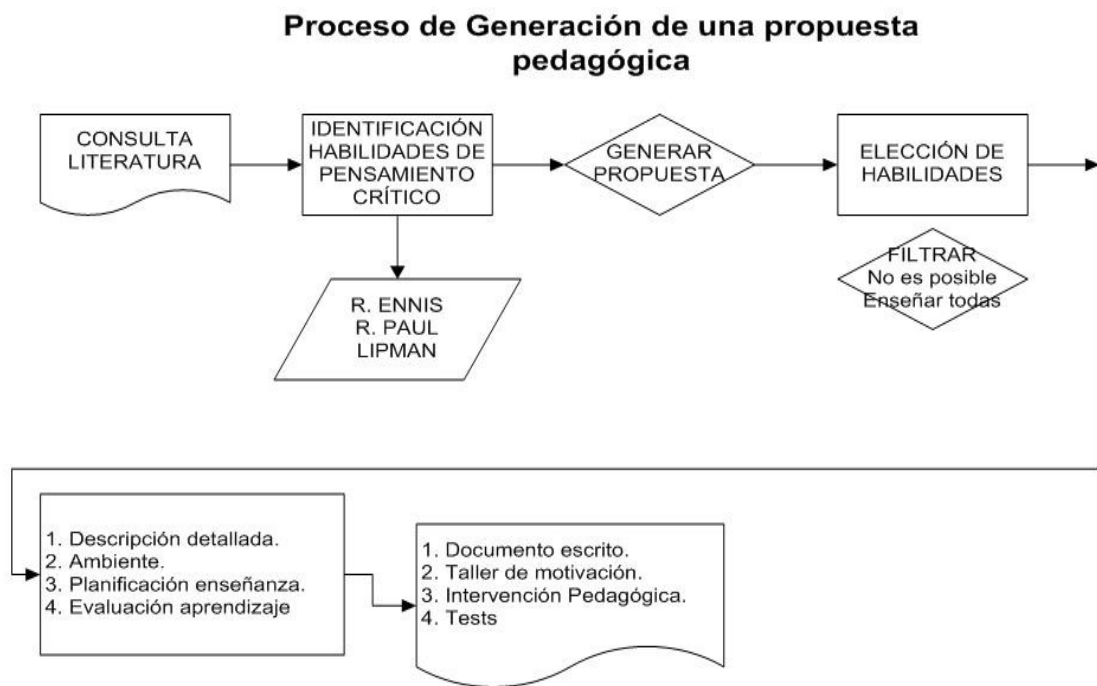 Proceso de Generación de una propuesta
pedagógica
CONSULTA
LITERATURA
IDENTIFICACIÓN
HABILIDADES DE
PENSAMIENTO
CRÍTICO
GENERAR
PROPUESTA
ELECCIÓN DE
HABILIDADES
FILTRAR
No es posible
Enseñar todas
R. ENNIS
R. PAUL
LIPMAN
1. Descripción detallada.
2. Ambiente.
3. Planificación enseñanza.
4. Evaluación aprendizaje
1. Documento escrito.
2. Taller de motivación.
3. Intervención Pedagógica.
4. Tests